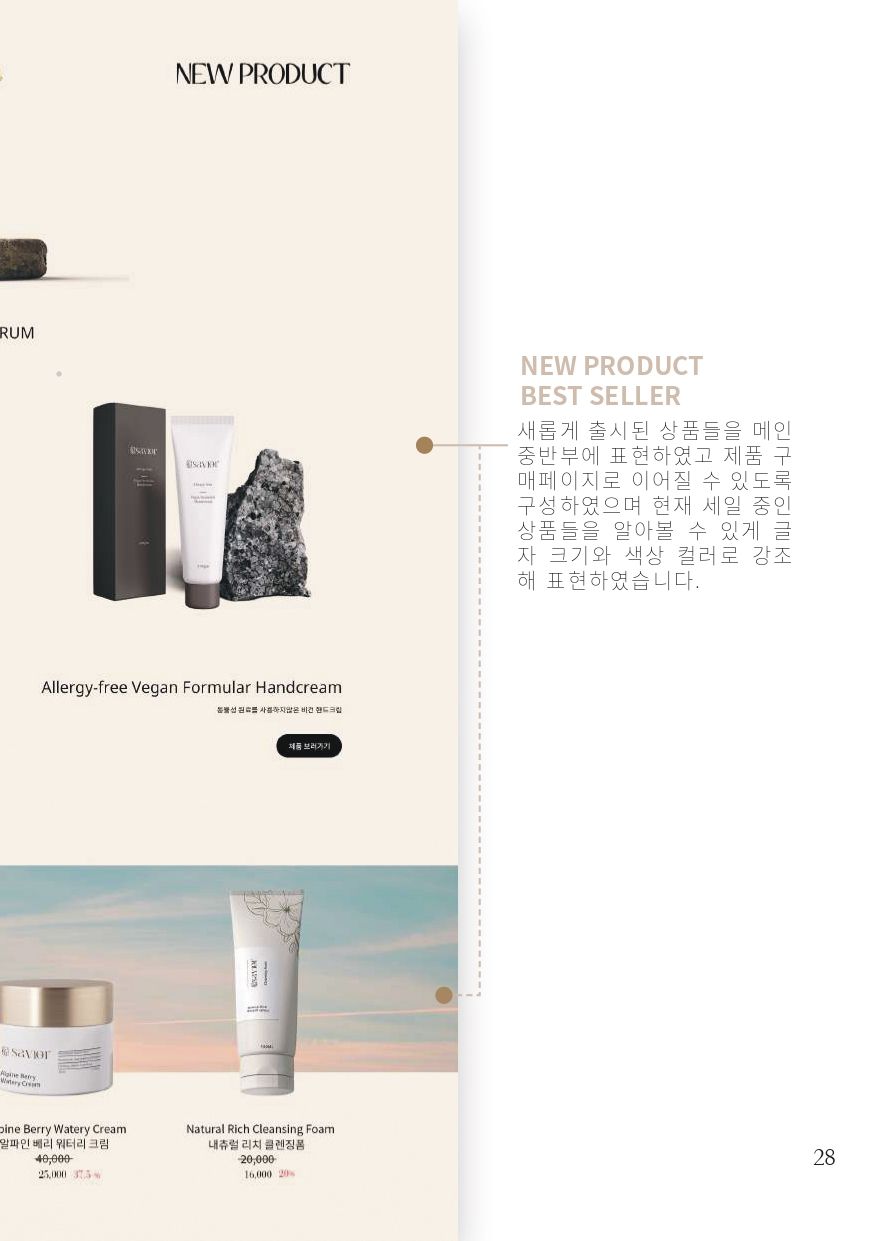 NEW PRODUCT
RUM
savior
savior
Allergy-free Vegan Formular Handcream
동물성 원료를 사용하지않은 비건 핸드크림
제품 보러가기
NEW PRODUCT
BEST SELLER
새롭게 출시된 상품들을 메인
중반부에 표현하였고 제품 구
매페이지로 이어질 수 있도록
구성하였으며 현재 세일 중인
상품들을 알아볼 수 있게 글
자 크기와 색상 컬러로 강조
해 표현하였습니다.
savior
savior
Alpine Berry
Watery Cream
pine Berry Watery Cream
알파인 베리 워터리 크림
40,000
25,000 37.5 %
Natural Rich Cleansing Foam
내츄럴 리치 클렌징폼
20,000
16,000 20%
28